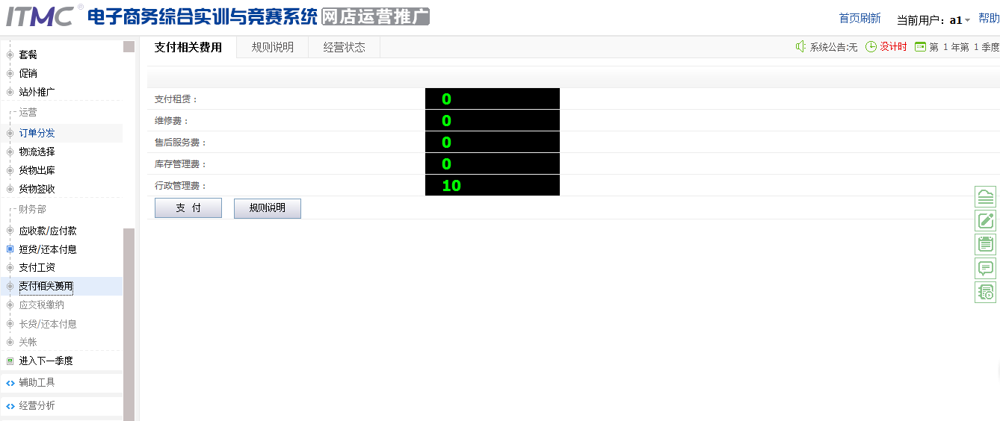 ITMC® 电子商务综合实训与竞赛系统 网店运营推广
首页刷新 当前用户：a1 帮助
套餐
促销
站外推广
运营
订单分发
物流选择
货物出库
货物签收
财务部
应收款/应付款
短贷/还本付息
支付工资
支付相关费用
应交税缴纳
长贷/还本付息
关帐
进入下一季度
辅助工具
经营分析
支付相关费用 规则说明 经营状态
系统公告:无 没计时 第 1 年第 1 季度
支付租赁： 0
维修费： 0
售后服务费： 0
库存管理费： 0
行政管理费： 10
支 付 规则说明